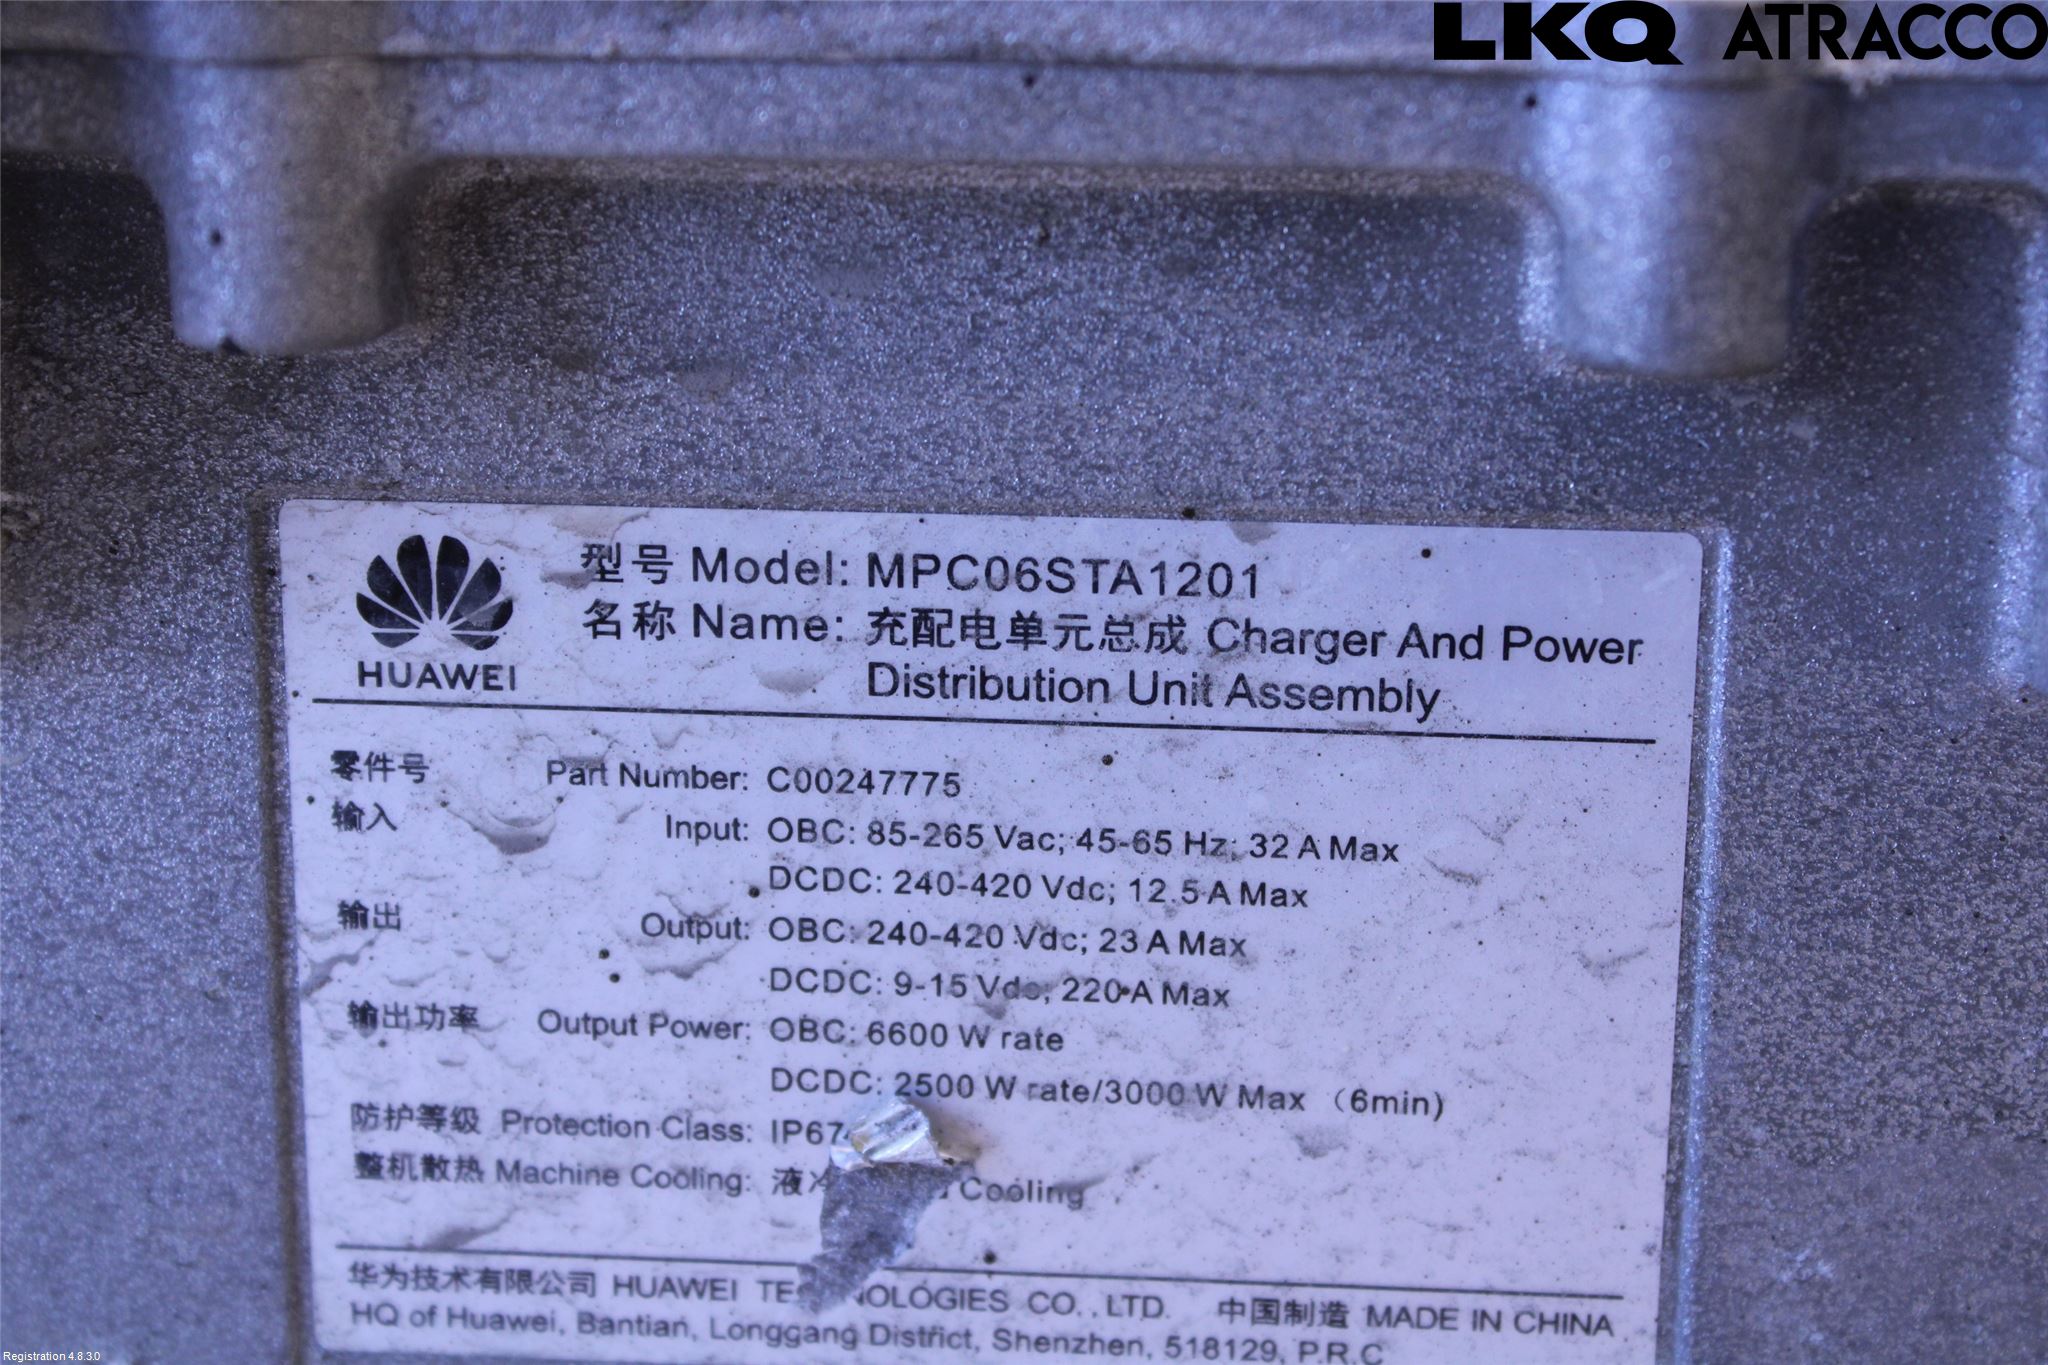 LKQ ATRACCO
型号 Model: MPC06STA1201
名称 Name: 充配电单元总成 Charger And Power
Distribution Unit Assembly
HUAWEI
零件号 Part Number: C00247775
输入 Input: OBC: 85-265 Vac; 45-65 Hz; 32 A Max
DCDC: 240-420 Vdc; 12.5 A Max
输出 Output: OBC: 240-420 Vdc; 23 A Max
DCDC: 9-15 Vdc; 220 A Max
输出功率 Output Power: OBC: 6600 W rate
DCDC: 2500 W rate/3000 W Max （6min)
防护等级 Protection Class: IP67
整机散热 Machine Cooling: 液冷 Cooling
华为技术有限公司 HUAWEI TECHNOLOGIES CO.,LTD. 中国制造 MADE IN CHINA
HQ of Huawei, Bantian, Longgang District, Shenzhen, 518129, P.R.C
Registration 4.8.3.0